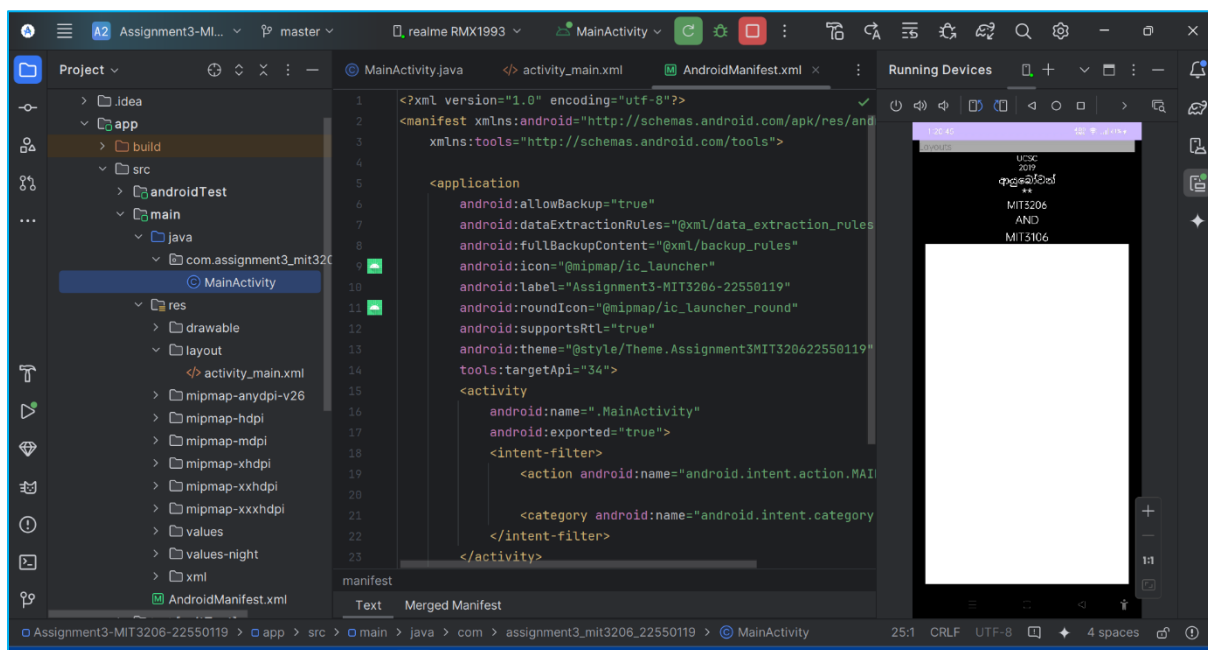 A2 Assignment3-MI... master realme RMX1993 MainActivity
Project
MainActivity.java activity_main.xml AndroidManifest.xml
Running Devices
.idea
app
build
src
androidTest
main
java
com.assignment3_mit320
MainActivity
res
drawable
layout
activity_main.xml
mipmap-anydpi-v26
mipmap-hdpi
mipmap-mdpi
mipmap-xhdpi
mipmap-xxhdpi
mipmap-xxxhdpi
values
values-night
xml
AndroidManifest.xml
1 <?xml version="1.0" encoding="utf-8"?>
2 <manifest xmlns:android="http://schemas.android.com/apk/res/and
3 xmlns:tools="http://schemas.android.com/tools">
4
5 <application
6 android:allowBackup="true"
7 android:dataExtractionRules="@xml/data_extraction_rules
8 android:fullBackupContent="@xml/backup_rules"
9 android:icon="@mipmap/ic_launcher"
10 android:label="Assignment3-MIT3206-22550119"
11 android:roundIcon="@mipmap/ic_launcher_round"
12 android:supportsRtl="true"
13 android:theme="@style/Theme.Assignment3MIT320622550119"
14 tools:targetApi="34">
15 <activity
16 android:name=".MainActivity"
17 android:exported="true">
18 <intent-filter>
19 <action android:name="android.intent.action.MAI
20
21 <category android:name="android.intent.category
22 </intent-filter>
23 </activity>
manifest
Text Merged Manifest
1:20:45
Layouts
UCSC
2019
ආයුබෝවන්
**
MIT3206
AND
MIT3106
1:1
Assignment3-MIT3206-22550119 > app > src > main > java > com > assignment3_mit3206_22550119 > MainActivity 25:1 CRLF UTF-8 4 spaces